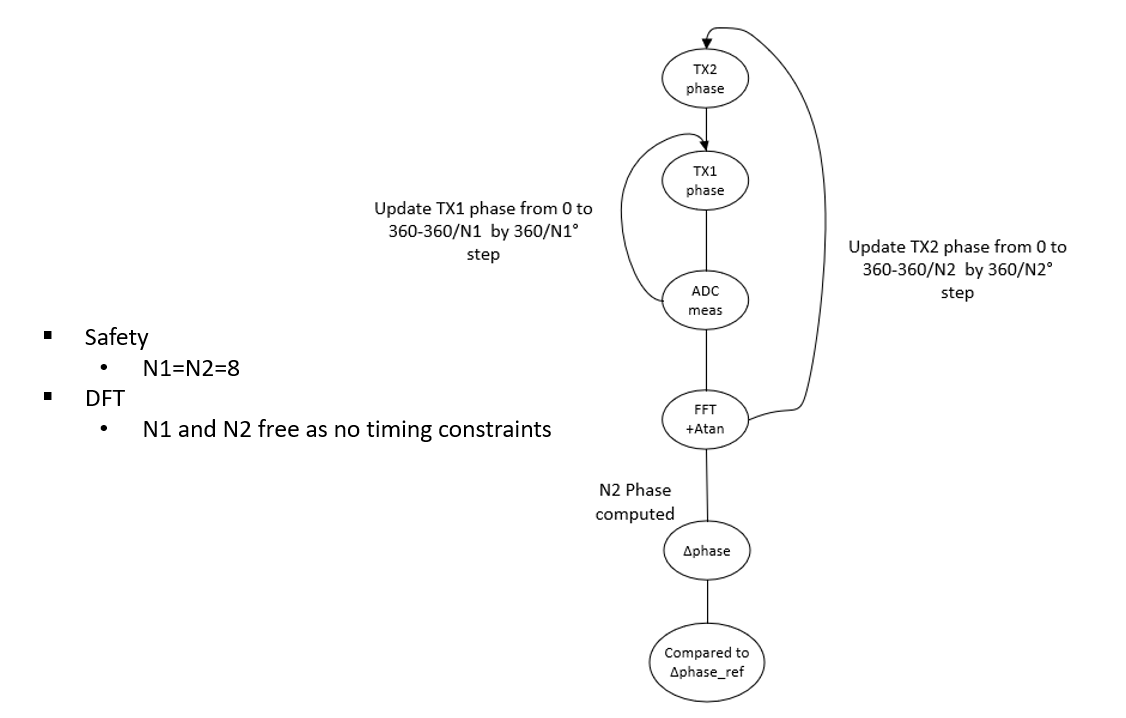 TX2
phase
TX1
phase
Update TX1 phase from 0 to
360-360/N1 by 360/N1°
step
Update TX2 phase from 0 to
360-360/N2 by 360/N2°
step
ADC
meas
▪ Safety
• N1=N2=8
▪ DFT
• N1 and N2 free as no timing constraints
FFT
+Atan
N2 Phase
computed
Δphase
Compared to
Δphase_ref